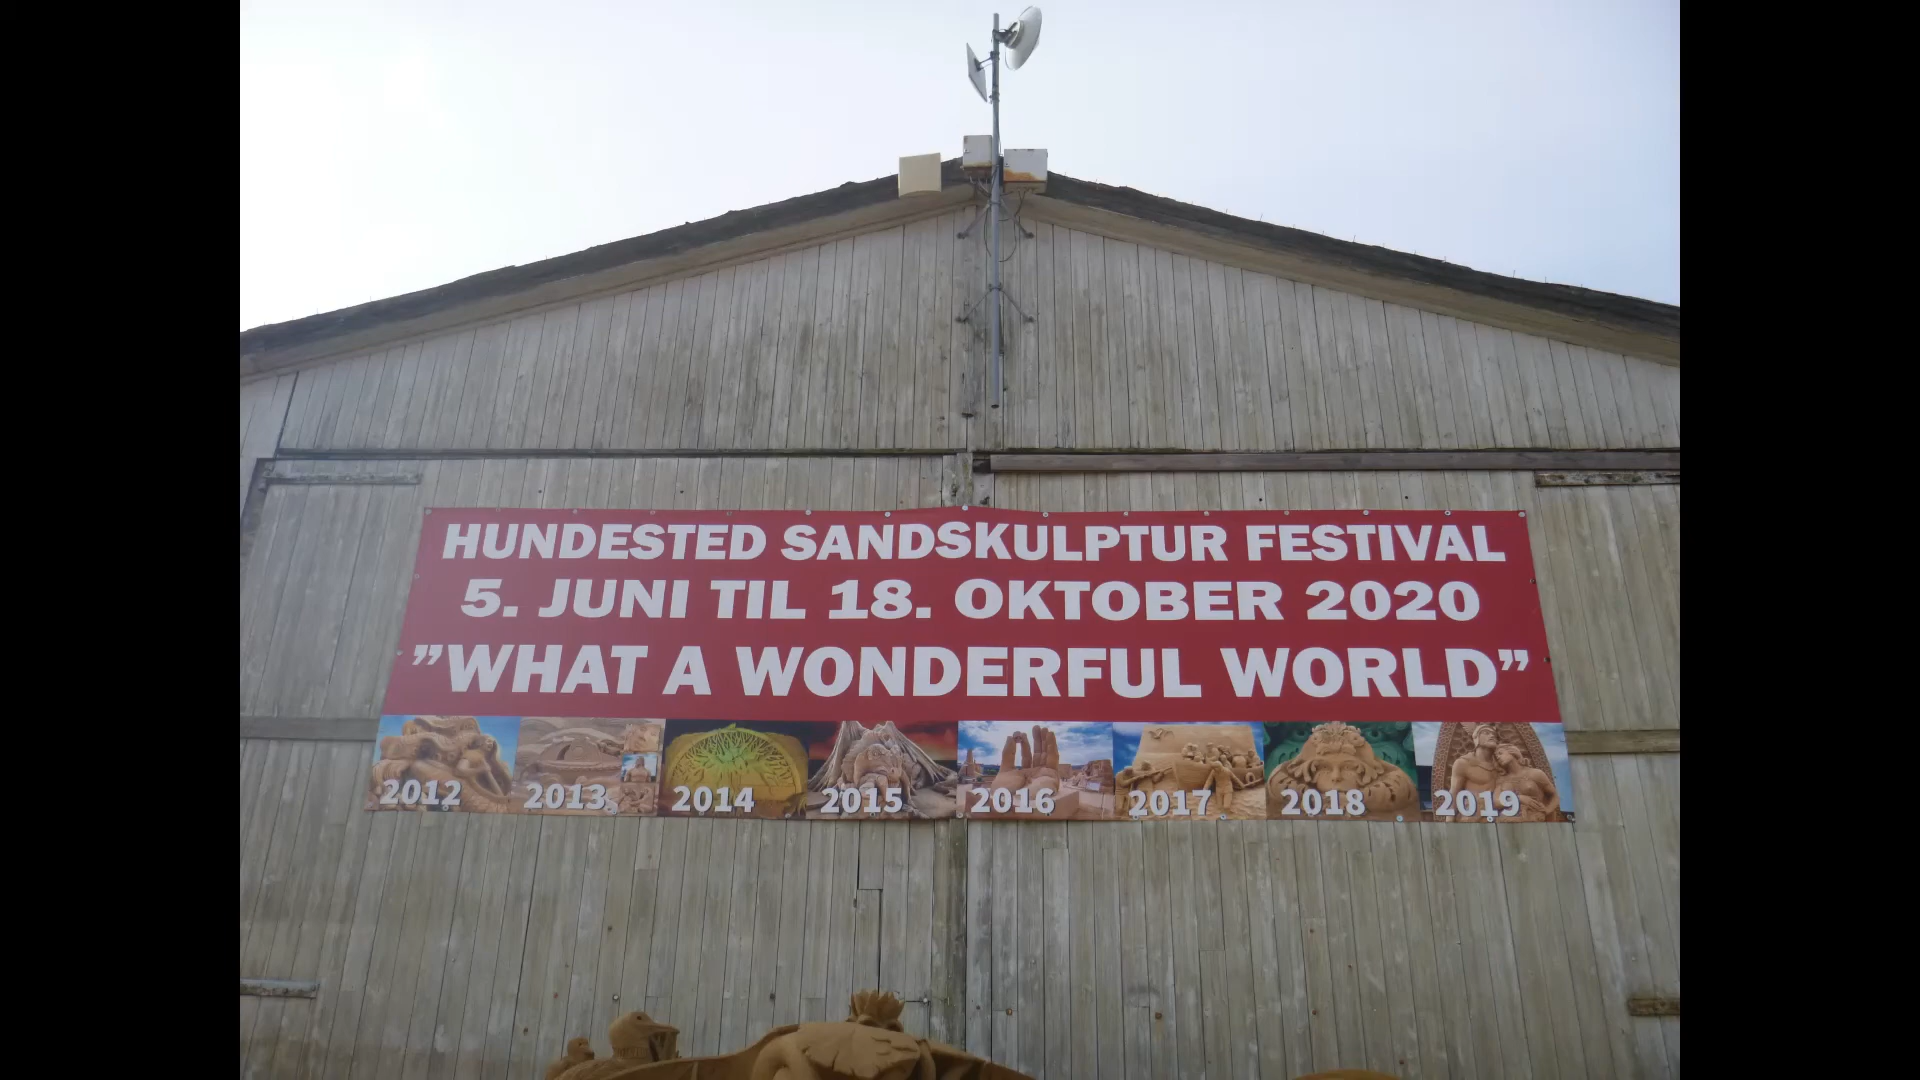 HUNDESTED SANDSKULPTUR FESTIVAL
5. JUNI TIL 18. OKTOBER 2020
”WHAT A WONDERFUL WORLD”
2012 2013 2014 2015 2016 2017 2018 2019